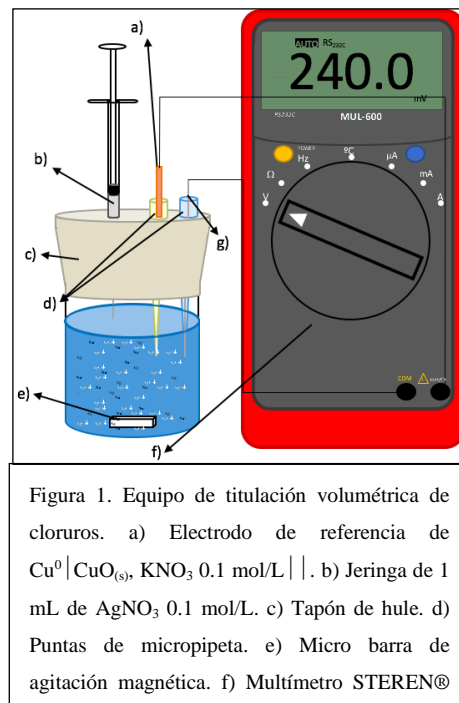 a)
AUTO RS232C
240.0
mV
RS232C
MUL-600
b)
POWER
Hz
ºC
µA
Ω
mA
V
A
c)
g)
d)
e)
COM
f)
Figura 1. Equipo de titulación volumétrica de
cloruros. a) Electrodo de referencia de
Cu⁰│CuO(s), KNO₃ 0.1 mol/L││. b) Jeringa de 1
mL de AgNO₃ 0.1 mol/L. c) Tapón de hule. d)
Puntas de micropipeta. e) Micro barra de
agitación magnética. f) Multímetro STEREN®